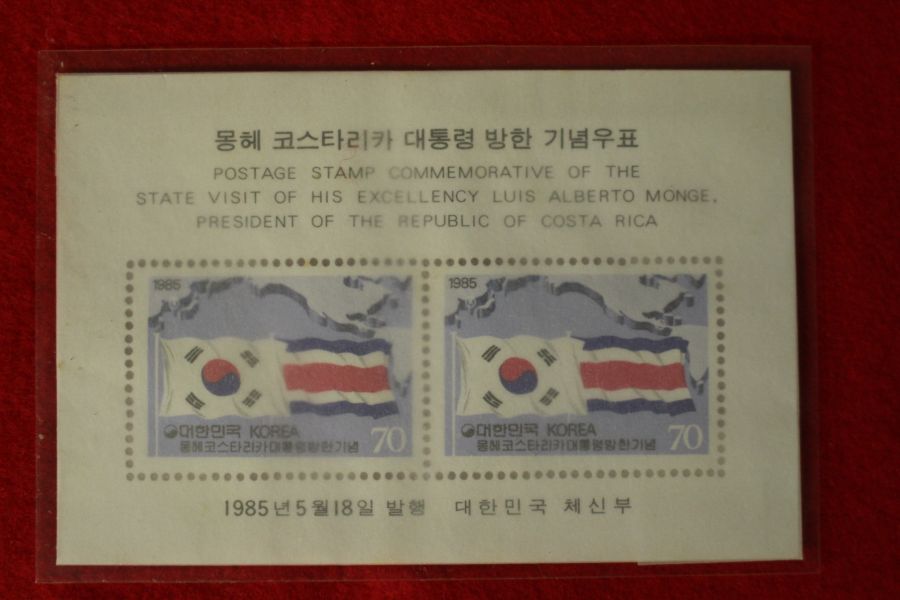 몽헤 코스타리카 대통령 방한 기념우표
POSTAGE STAMP COMMEMORATIVE OF THE
STATE VISIT OF HIS EXCELLENCY LUIS ALBERTO MONGE,
PRESIDENT OF THE REPUBLIC OF COSTA RICA
1985
대한민국 KOREA
몽헤코스타리카대통령방한기념
70
1985
대한민국 KOREA
몽헤코스타리카대통령방한기념
70
1985년 5월 18일 발행 대한민국 체신부